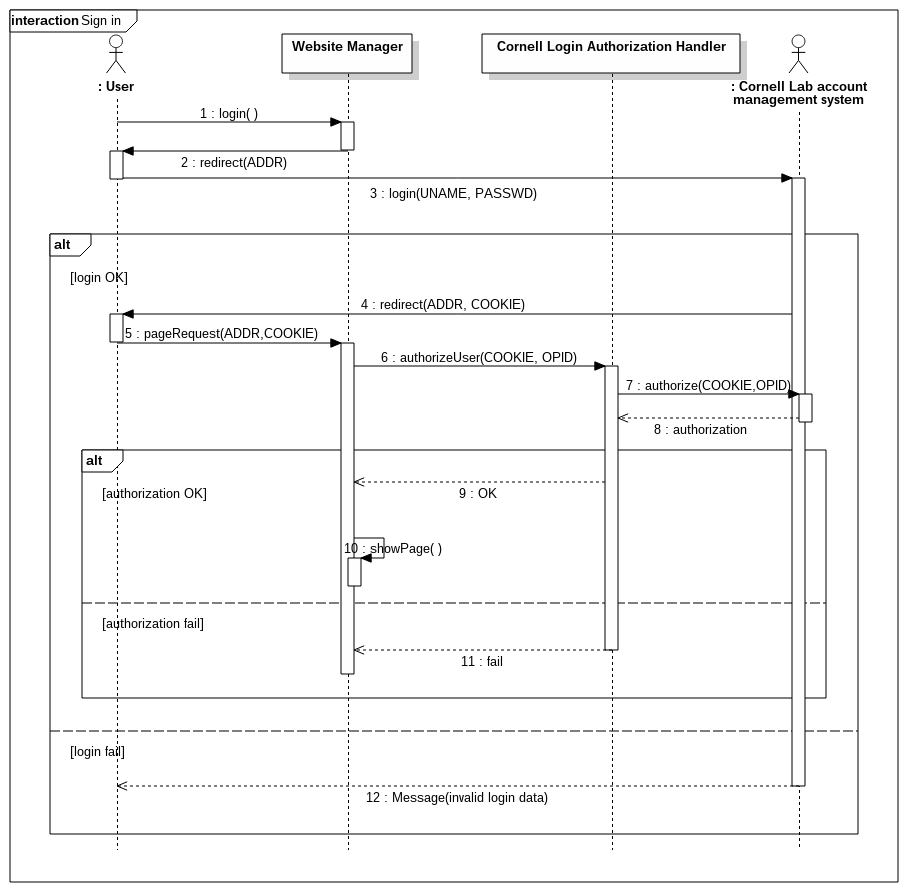 interaction Sign in
Website Manager
Cornell Login Authorization Handler
: User
: Cornell Lab account
management system
1 : login( )
2 : redirect(ADDR)
3 : login(UNAME, PASSWD)
alt
[login OK]
4 : redirect(ADDR, COOKIE)
5 : pageRequest(ADDR,COOKIE)
6 : authorizeUser(COOKIE, OPID)
7 : authorize(COOKIE,OPID)
8 : authorization
alt
[authorization OK]
9 : OK
10 : showPage( )
[authorization fail]
11 : fail
[login fail]
12 : Message(invalid login data)